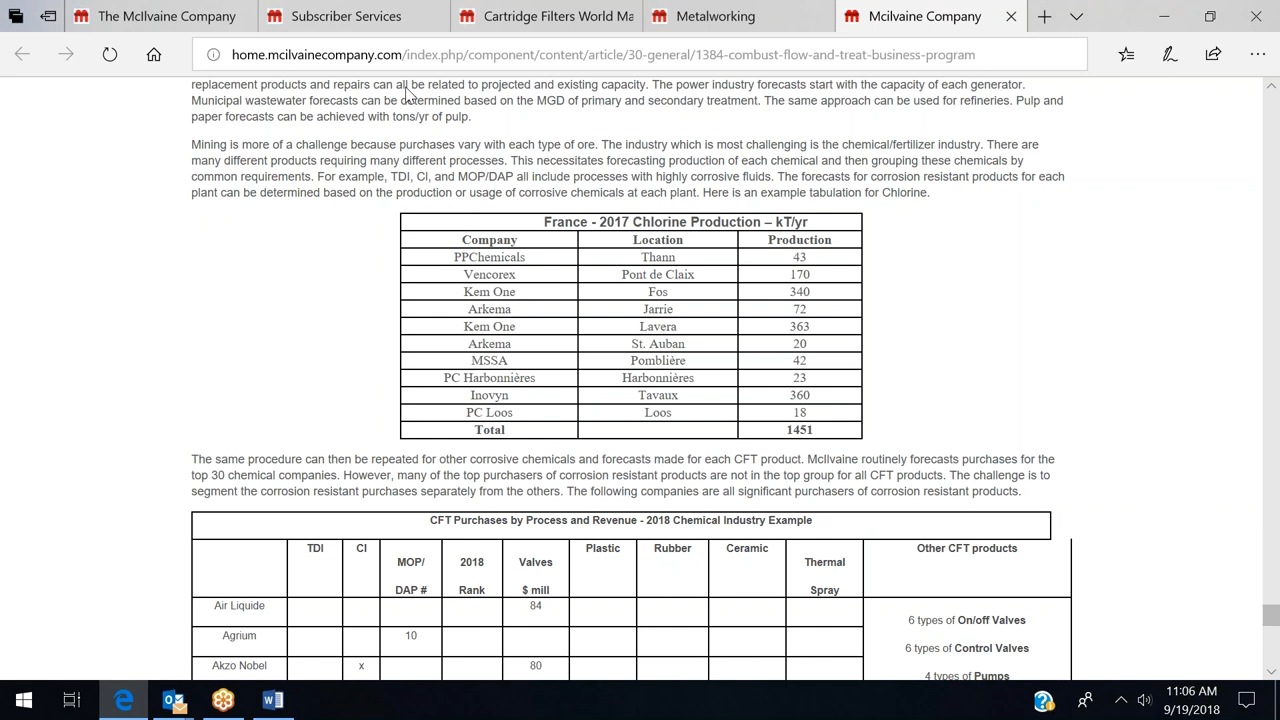 The McIlvaine Company
Subscriber Services
Cartridge Filters World Ma
Metalworking
McIlvaine Company
home.mcilvainecompany.com/index.php/component/content/article/30-general/1384-combust-flow-and-treat-business-program
replacement products and repairs can all be related to projected and existing capacity. The power industry forecasts start with the capacity of each generator.
Municipal wastewater forecasts can be determined based on the MGD of primary and secondary treatment. The same approach can be used for refineries. Pulp and
paper forecasts can be achieved with tons/yr of pulp.
Mining is more of a challenge because purchases vary with each type of ore. The industry which is most challenging is the chemical/fertilizer industry. There are
many different products requiring many different processes. This necessitates forecasting production of each chemical and then grouping these chemicals by
common requirements. For example, TDI, Cl, and MOP/DAP all include processes with highly corrosive fluids. The forecasts for corrosion resistant products for each
plant can be determined based on the production or usage of corrosive chemicals at each plant. Here is an example tabulation for Chlorine.
France - 2017 Chlorine Production – kT/yr
Company Location Production
PPChemicals Thann 43
Vencorex Pont de Claix 170
Kem One Fos 340
Arkema Jarrie 72
Kem One Lavera 363
Arkema St. Auban 20
MSSA Pomblière 42
PC Harbonnières Harbonnières 23
Inovyn Tavaux 360
PC Loos Loos 18
Total 1451
The same procedure can then be repeated for other corrosive chemicals and forecasts made for each CFT product. McIlvaine routinely forecasts purchases for the
top 30 chemical companies. However, many of the top purchasers of corrosion resistant products are not in the top group for all CFT products. The challenge is to
segment the corrosion resistant purchases separately from the others. The following companies are all significant purchasers of corrosion resistant products.
CFT Purchases by Process and Revenue - 2018 Chemical Industry Example
TDI Cl Plastic Rubber Ceramic Other CFT products
MOP/ 2018 Valves Thermal
DAP # Rank $ mill Spray
Air Liquide 84
6 types of On/off Valves
Agrium 10
6 types of Control Valves
Akzo Nobel x 80
4 types of Pumps
11:06 AM
9/19/2018